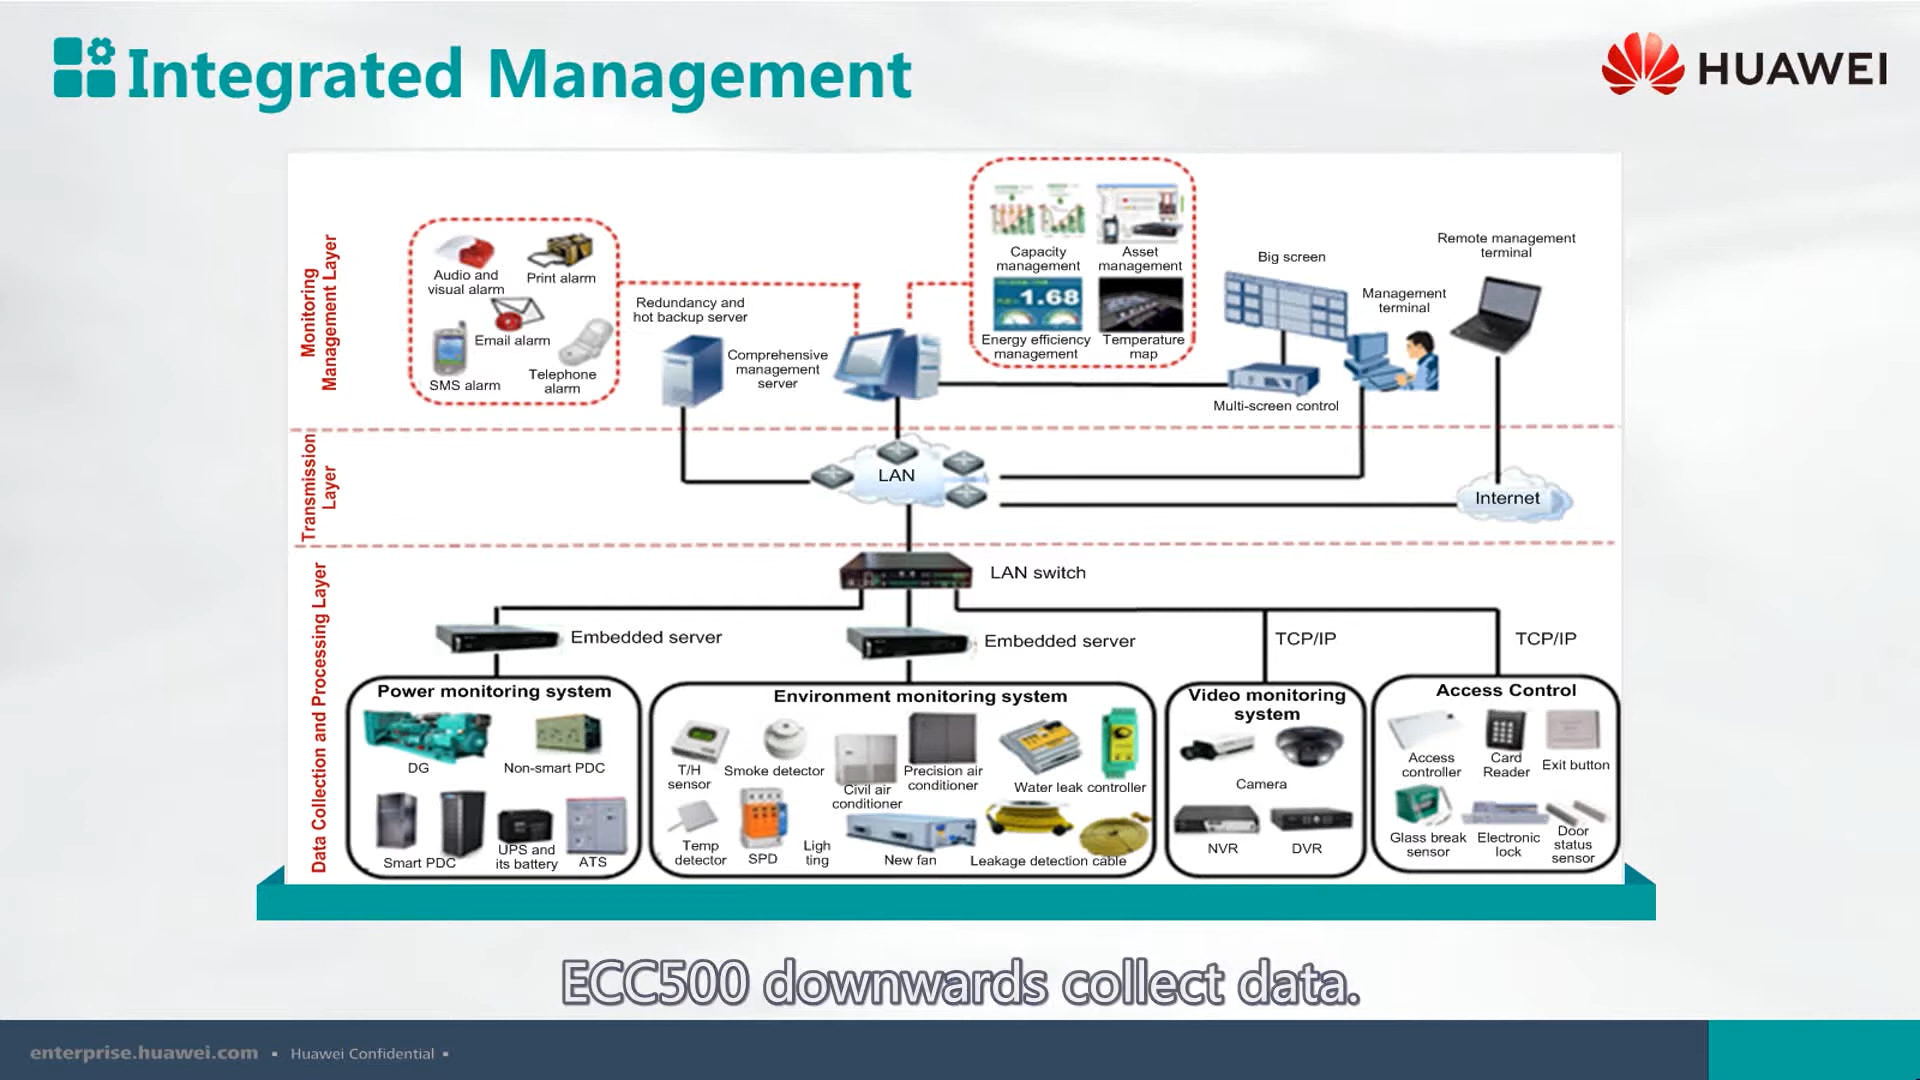 Integrated Management
HUAWEI
Monitoring
Management Layer
Audio and
visual alarm
Print alarm
Email alarm
SMS alarm
Telephone
alarm
Redundancy and
hot backup server
Comprehensive
management
server
Capacity
management
Asset
management
1.68
Energy efficiency
management
Temperature
map
Big screen
Multi-screen control
Management
terminal
Remote management
terminal
Transmission
Layer
LAN
Internet
Data Collection and Processing Layer
LAN switch
Embedded server
Embedded server
TCP/IP
TCP/IP
Power monitoring system
DG
Non-smart PDC
Smart PDC
UPS and
its battery
ATS
Environment monitoring system
T/H
sensor
Smoke detector
Civil air
conditioner
Precision air
conditioner
Water leak controller
Temp
detector
SPD
Ligh
ting
New fan
Leakage detection cable
Video monitoring
system
Camera
NVR
DVR
Access Control
Access
controller
Card
Reader
Exit button
Glass break
sensor
Electronic
lock
Door
status
sensor
ECC500 downwards collect data.
enterprise.huawei.com ▪ Huawei Confidential ▪